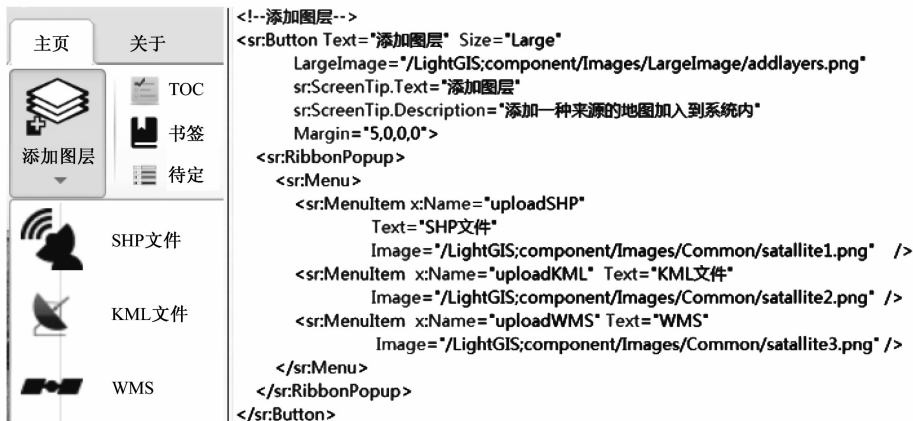 主页 关于
TOC
书签
添加图层
待定
SHP文件
KML文件
WMS
<!--添加图层-->
<sr:Button Text="添加图层" Size="Large"
LargeImage="/LightGIS;component/Images/LargeImage/addlayers.png"
sr:ScreenTip.Text="添加图层"
sr:ScreenTip.Description="添加一种来源的地图加入到系统内"
Margin="5,0,0,0">
<sr:RibbonPopup>
<sr:Menu>
<sr:MenuItem x:Name="uploadSHP"
Text="SHP文件"
Image="/LightGIS;component/Images/Common/satallite1.png" />
<sr:MenuItem x:Name="uploadKML" Text="KML文件"
Image="/LightGIS;component/Images/Common/satallite2.png" />
<sr:MenuItem x:Name="uploadWMS" Text="WMS"
Image="/LightGIS;component/Images/Common/satallite3.png" />
</sr:Menu>
</sr:RibbonPopup>
</sr:Button>